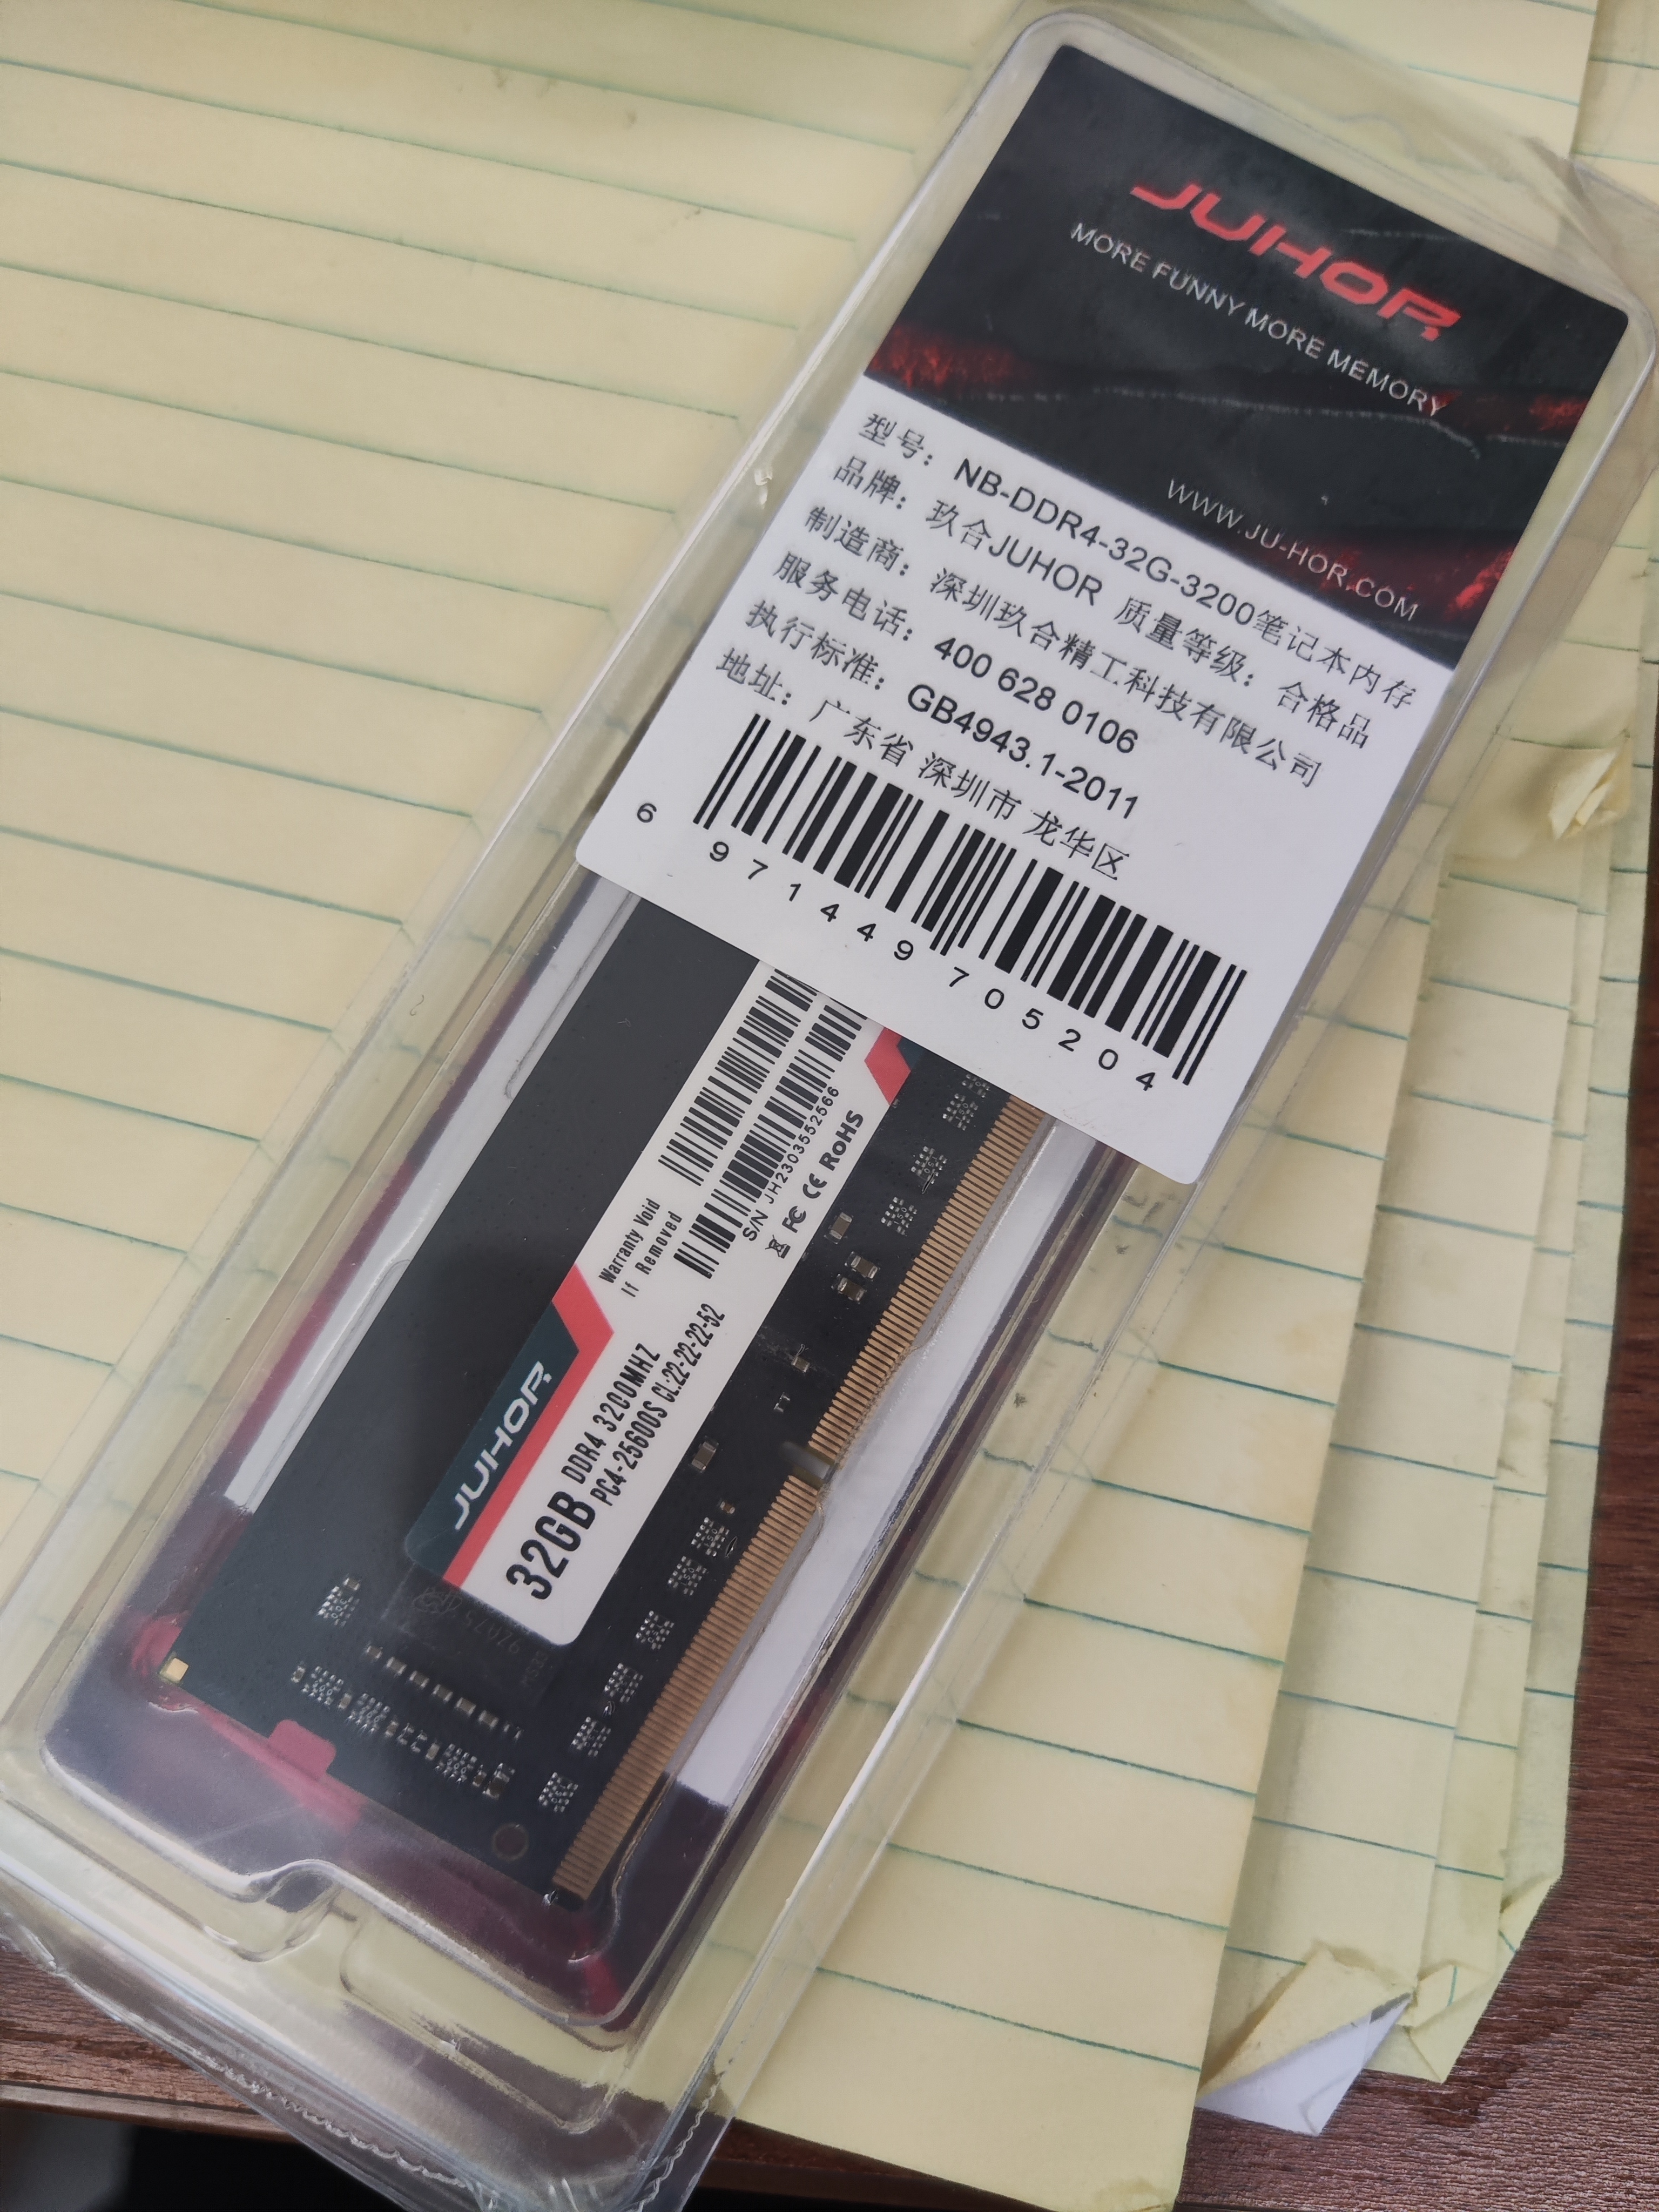 JUHOR
MORE FUNNY MORE MEMORY
WWW.JU-HOR.COM
型号： NB-DDR4-32G-3200笔记本内存
品牌： 玖合JUHOR 质量等级： 合格品
制造商： 深圳玖合精工科技有限公司
服务电话： 400 628 0106
执行标准： GB4943.1-2011
地址： 广东省 深圳市 龙华区
6 971449 705204
JUHOR
32GB DDR4 3200MHZ
PC4-25600S CL:22-22-22-52
Warranty Void
If Removed
S/N JH2303552566
FC CE RoHS